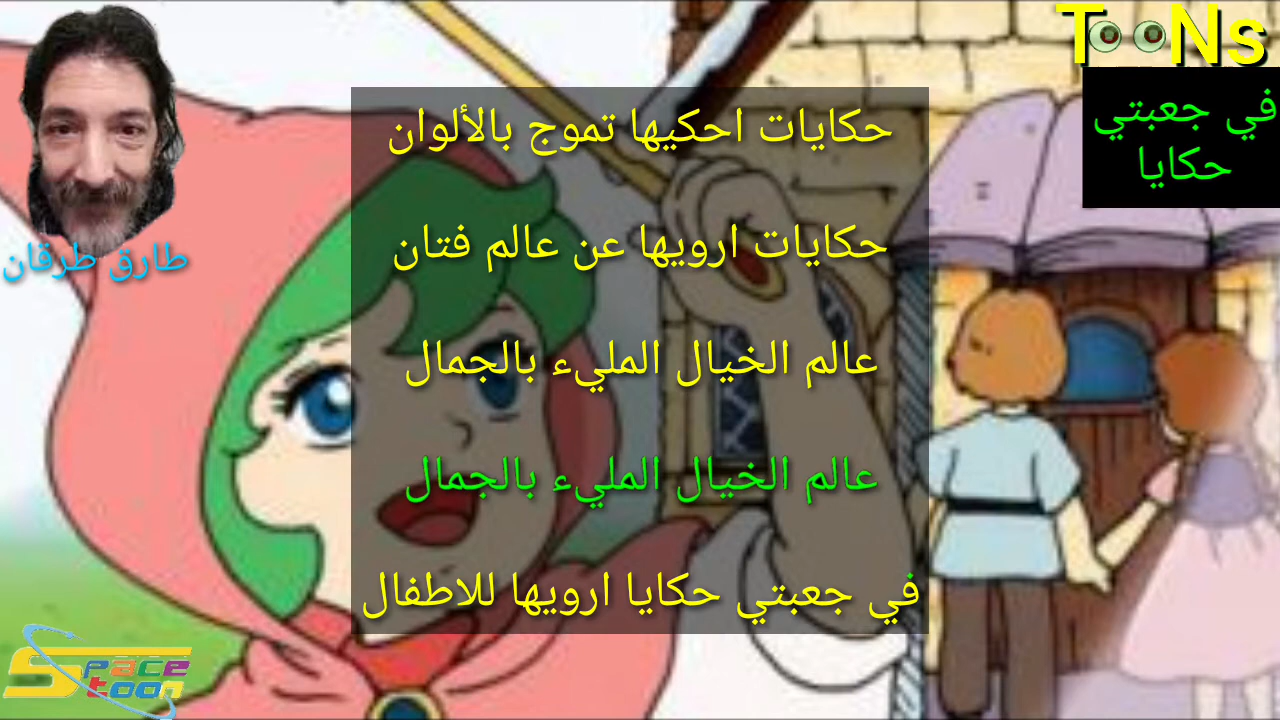 TooNs
في جعبتي
حكايا
طارق طرقان
حكايات احكيها تموج بالألوان
حكايات ارويها عن عالم فتان
عالم الخيال المليء بالجمال
عالم الخيال المليء بالجمال
في جعبتي حكايا ارويها للاطفال
Space
toon